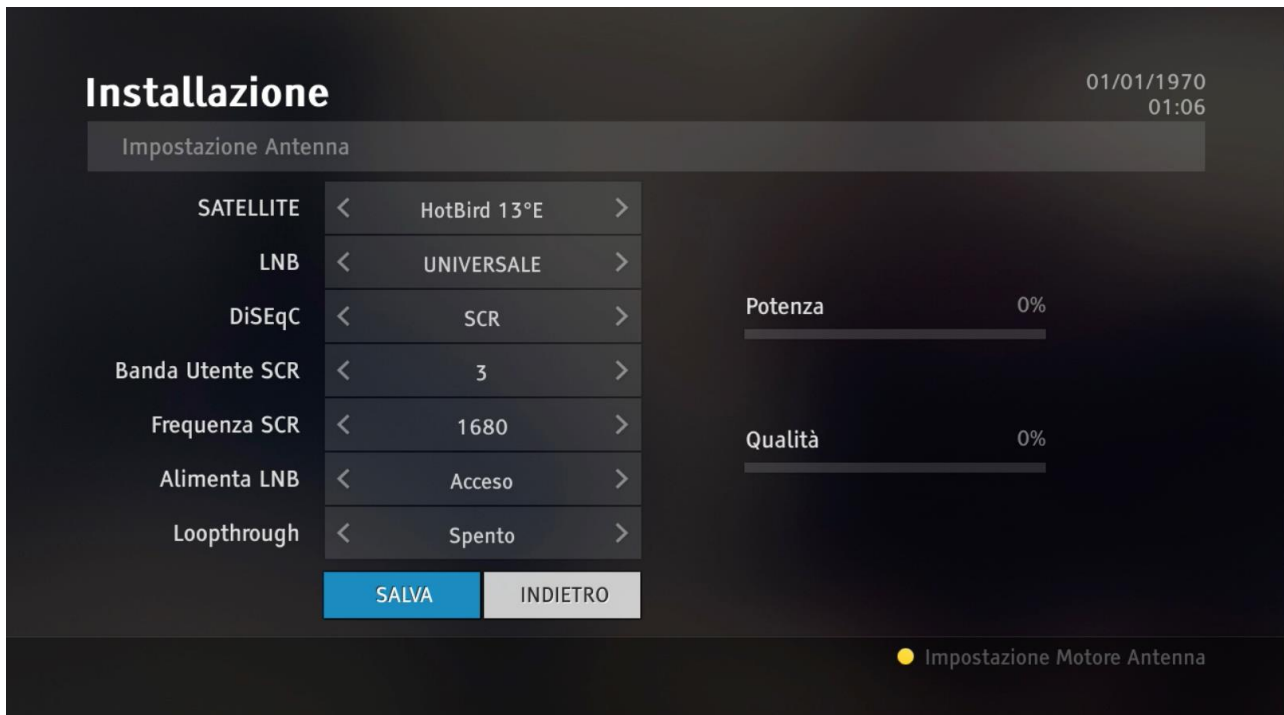 Installazione
01/01/1970
01:06
Impostazione Antenna
SATELLITE < HotBird 13°E >
LNB < UNIVERSALE >
DiSEqC < SCR >
Banda Utente SCR < 3 >
Frequenza SCR < 1680 >
Alimenta LNB < Acceso >
Loopthrough < Spento >
Potenza 0%
Qualità 0%
SALVA INDIETRO
Impostazione Motore Antenna